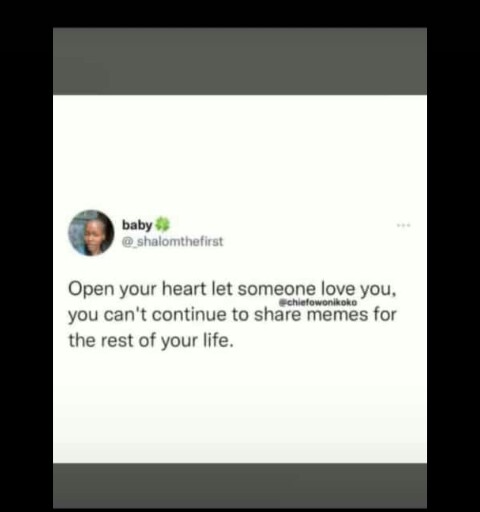 baby🍀
@_shalomthefirst
Open your heart let someone love you,
@chiefowonikoko
you can't continue to share memes for
the rest of your life.